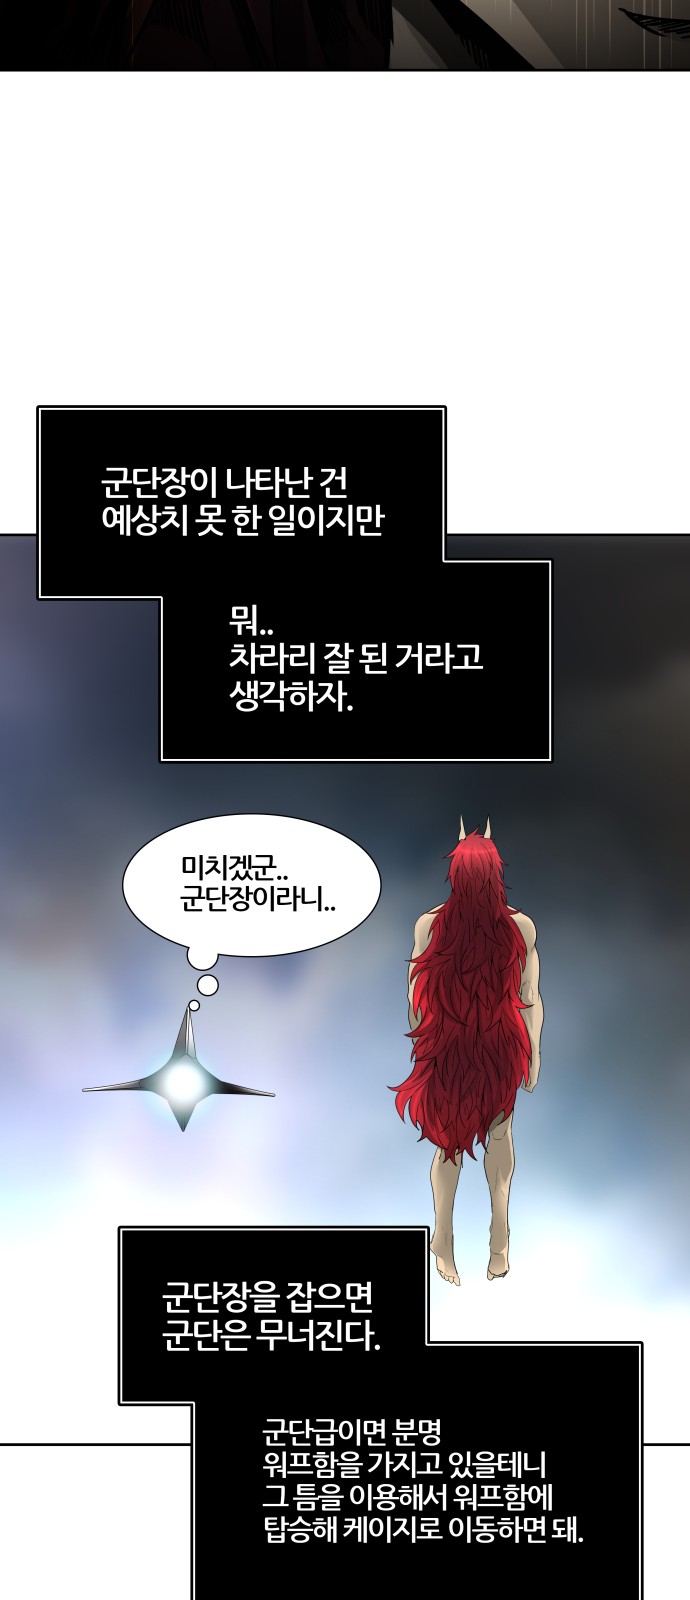 군단장이 나타난 건
예상치 못 한 일이지만
뭐..
차라리 잘 된 거라고
생각하자.
미치겠군..
군단장이라니..
군단장을 잡으면
군단은 무너진다.
군단급이면 분명
워프함을 가지고 있을테니
그 틈을 이용해서 워프함에
탑승해 케이지로 이동하면 돼.